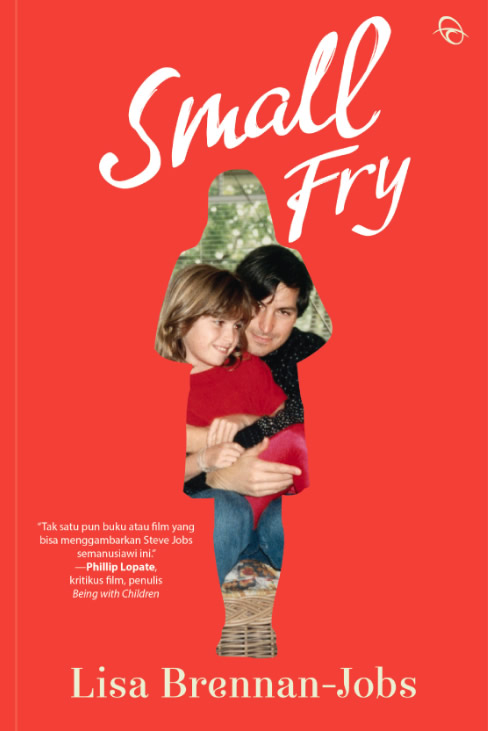 Small
Fry
"Tak satu pun buku atau film yang
bisa menggambarkan Steve Jobs
semanusiawi ini."
—Phillip Lopate,
kritikus film, penulis
Being with Children
Lisa Brennan-Jobs